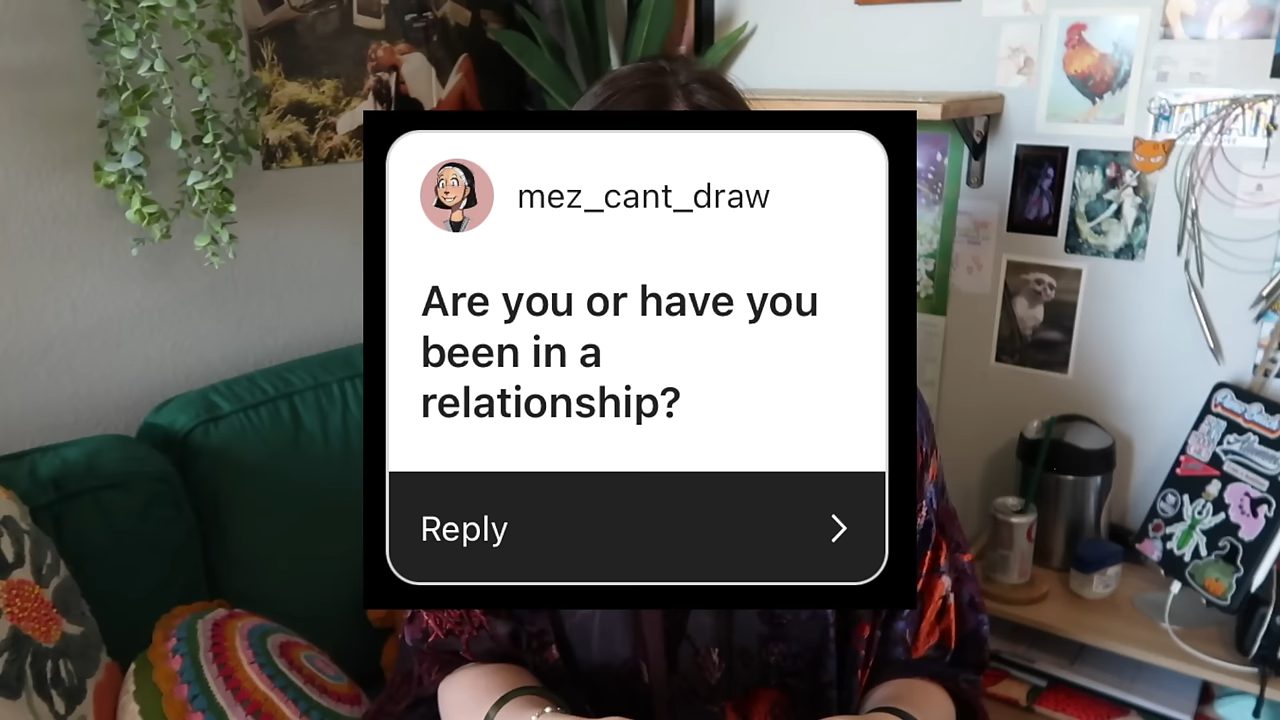 mez_cant_draw
Are you or have you
been in a
relationship?
Reply